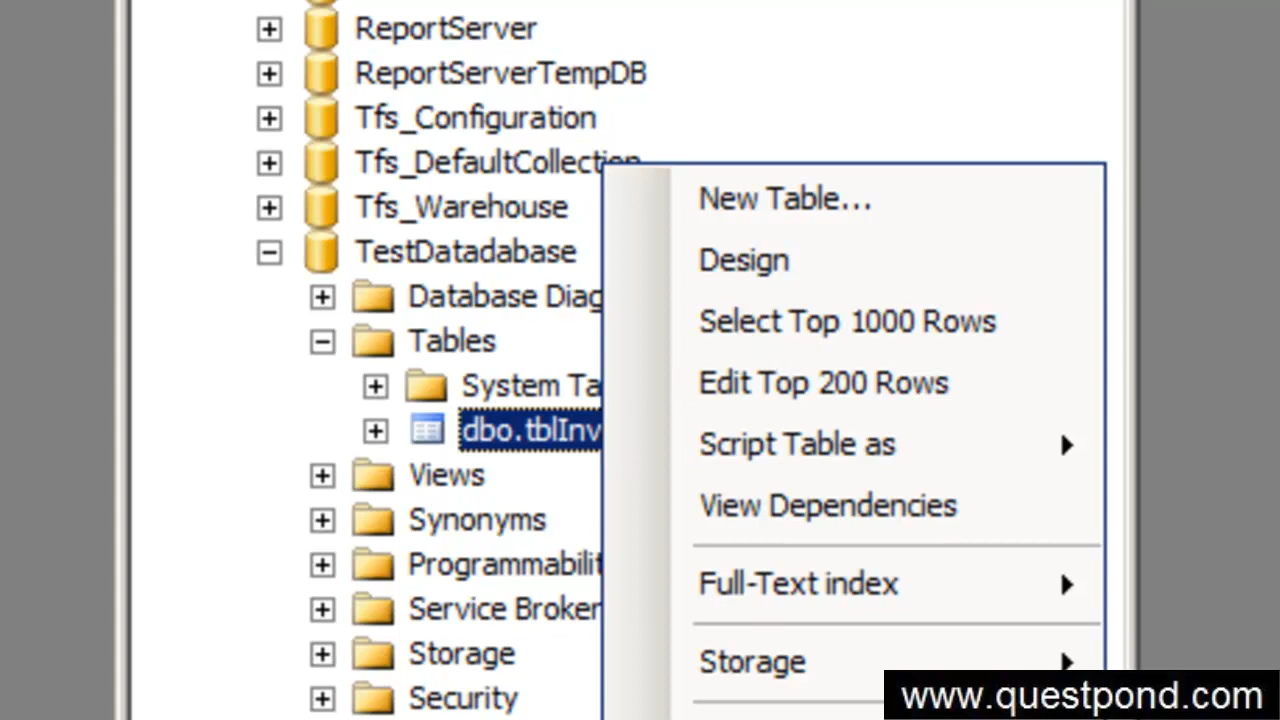 ReportServer
ReportServerTempDB
Tfs_Configuration
Tfs_DefaultCollection
Tfs_Warehouse
TestDatadabase
Database Diag
Tables
System Ta
dbo.tblInv
Views
Synonyms
Programmabilit
Service Broker
Storage
Security
New Table...
Design
Select Top 1000 Rows
Edit Top 200 Rows
Script Table as
View Dependencies
Full-Text index
Storage
www.questpond.com